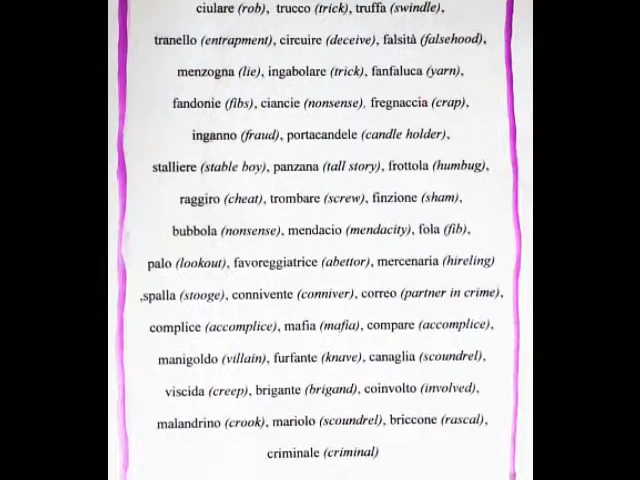 ciulare (rob), trucco (trick), truffa (swindle),
tranello (entrapment), circuire (deceive), falsità (falsehood),
menzogna (lie), ingabolare (trick), fanfaluca (yarn),
fandonie (fibs), ciancie (nonsense), fregnaccia (crap),
inganno (fraud), portacandele (candle holder),
stalliere (stable boy), panzana (tall story), frottola (humbug),
raggiro (cheat), trombare (screw), finzione (sham),
bubbola (nonsense), mendacio (mendacity), fola (fib),
palo (lookout), favoreggiatrice (abettor), mercenaria (hireling)
,spalla (stooge), connivente (conniver), correo (partner in crime),
complice (accomplice), mafia (mafia), compare (accomplice),
manigoldo (villain), furfante (knave), canaglia (scoundrel),
viscida (creep), brigante (brigand), coinvolto (involved),
malandrino (crook), mariolo (scoundrel), briccone (rascal),
criminale (criminal)